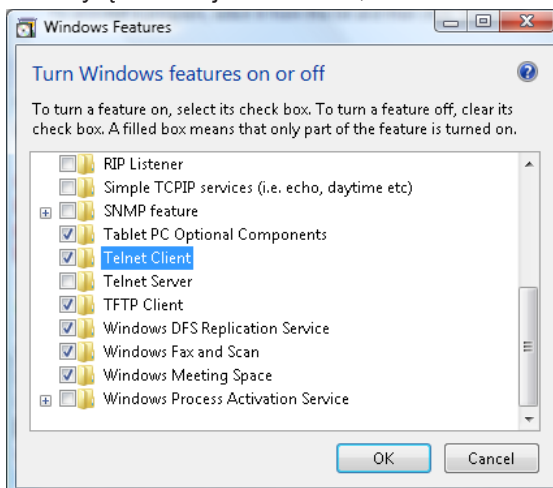 Windows Features
Turn Windows features on or off
To turn a feature on, select its check box. To turn a feature off, clear its
check box. A filled box means that only part of the feature is turned on.
RIP Listener
Simple TCPIP services (i.e. echo, daytime etc)
SNMP feature
Tablet PC Optional Components
Telnet Client
Telnet Server
TFTP Client
Windows DFS Replication Service
Windows Fax and Scan
Windows Meeting Space
Windows Process Activation Service
OK Cancel